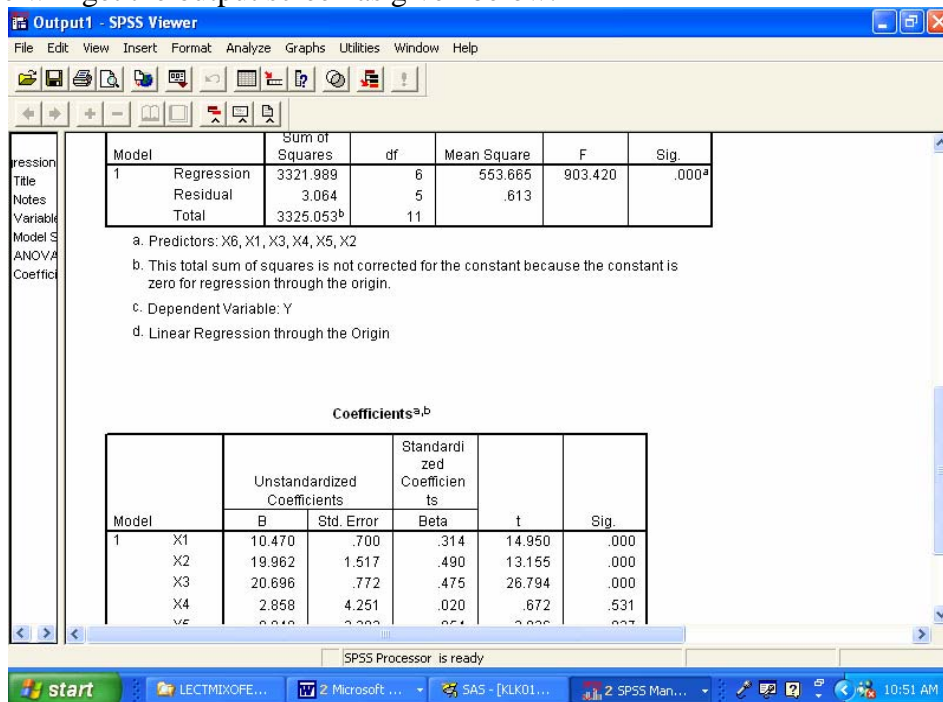 Output1 - SPSS Viewer
File Edit View Insert Format Analyze Graphs Utilities Window Help
ression
Title
Notes
Variable
Model S
ANOVA
Coeffici
Model Sum of Squares df Mean Square F Sig.
1 Regression 3321.989 6 553.665 903.420 .000a
Residual 3.064 5 .613
Total 3325.053b 11
a. Predictors: X6, X1, X3, X4, X5, X2
b. This total sum of squares is not corrected for the constant because the constant is
zero for regression through the origin.
c. Dependent Variable: Y
d. Linear Regression through the Origin
Coefficientsa,b
Standardi
zed
Unstandardized Coefficien
Coefficients ts
Model B Std. Error Beta t Sig.
1 X1 10.470 .700 .314 14.950 .000
X2 19.962 1.517 .490 13.155 .000
X3 20.696 .772 .475 26.794 .000
X4 2.858 4.251 .020 .672 .531
SPSS Processor is ready
start LECTMIXOFE... 2 Microsoft ... SAS - [KLK01... 2 SPSS Man... 10:51 AM